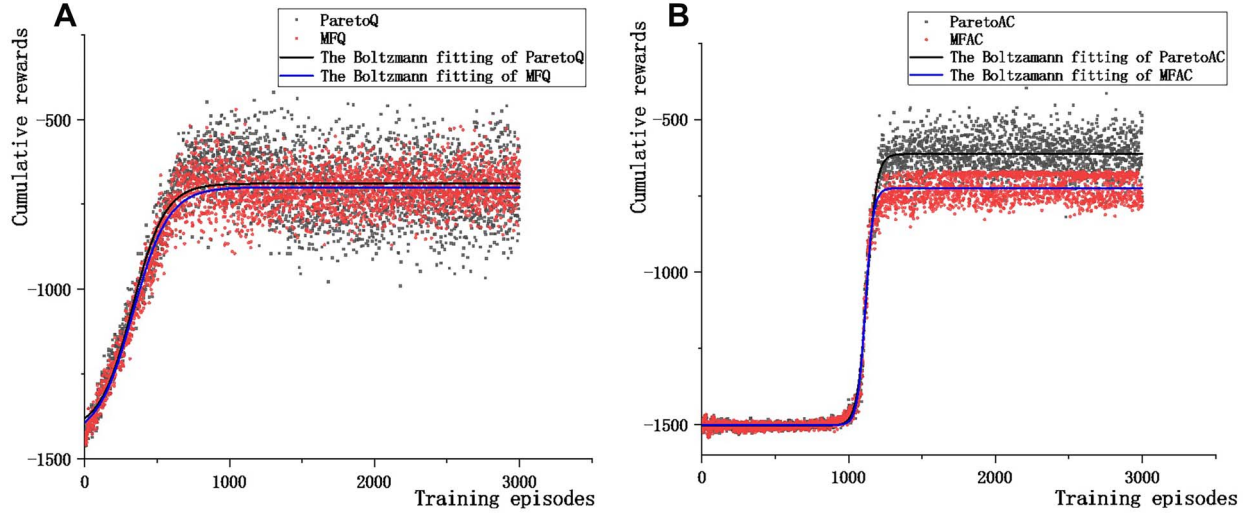 A
ParetoQ
MFQ
The Boltzmann fitting of ParetoQ
The Boltzmann fitting of MFQ
Cumulative rewards
-500
-1000
-1500
0
1000
2000
3000
Training episodes
B
ParetoAC
MFAC
The Boltzamann fitting of ParetoAC
The Boltzamann fitting of MFAC
Cumulative rewards
-500
-1000
-1500
0
1000
2000
3000
Training episodes